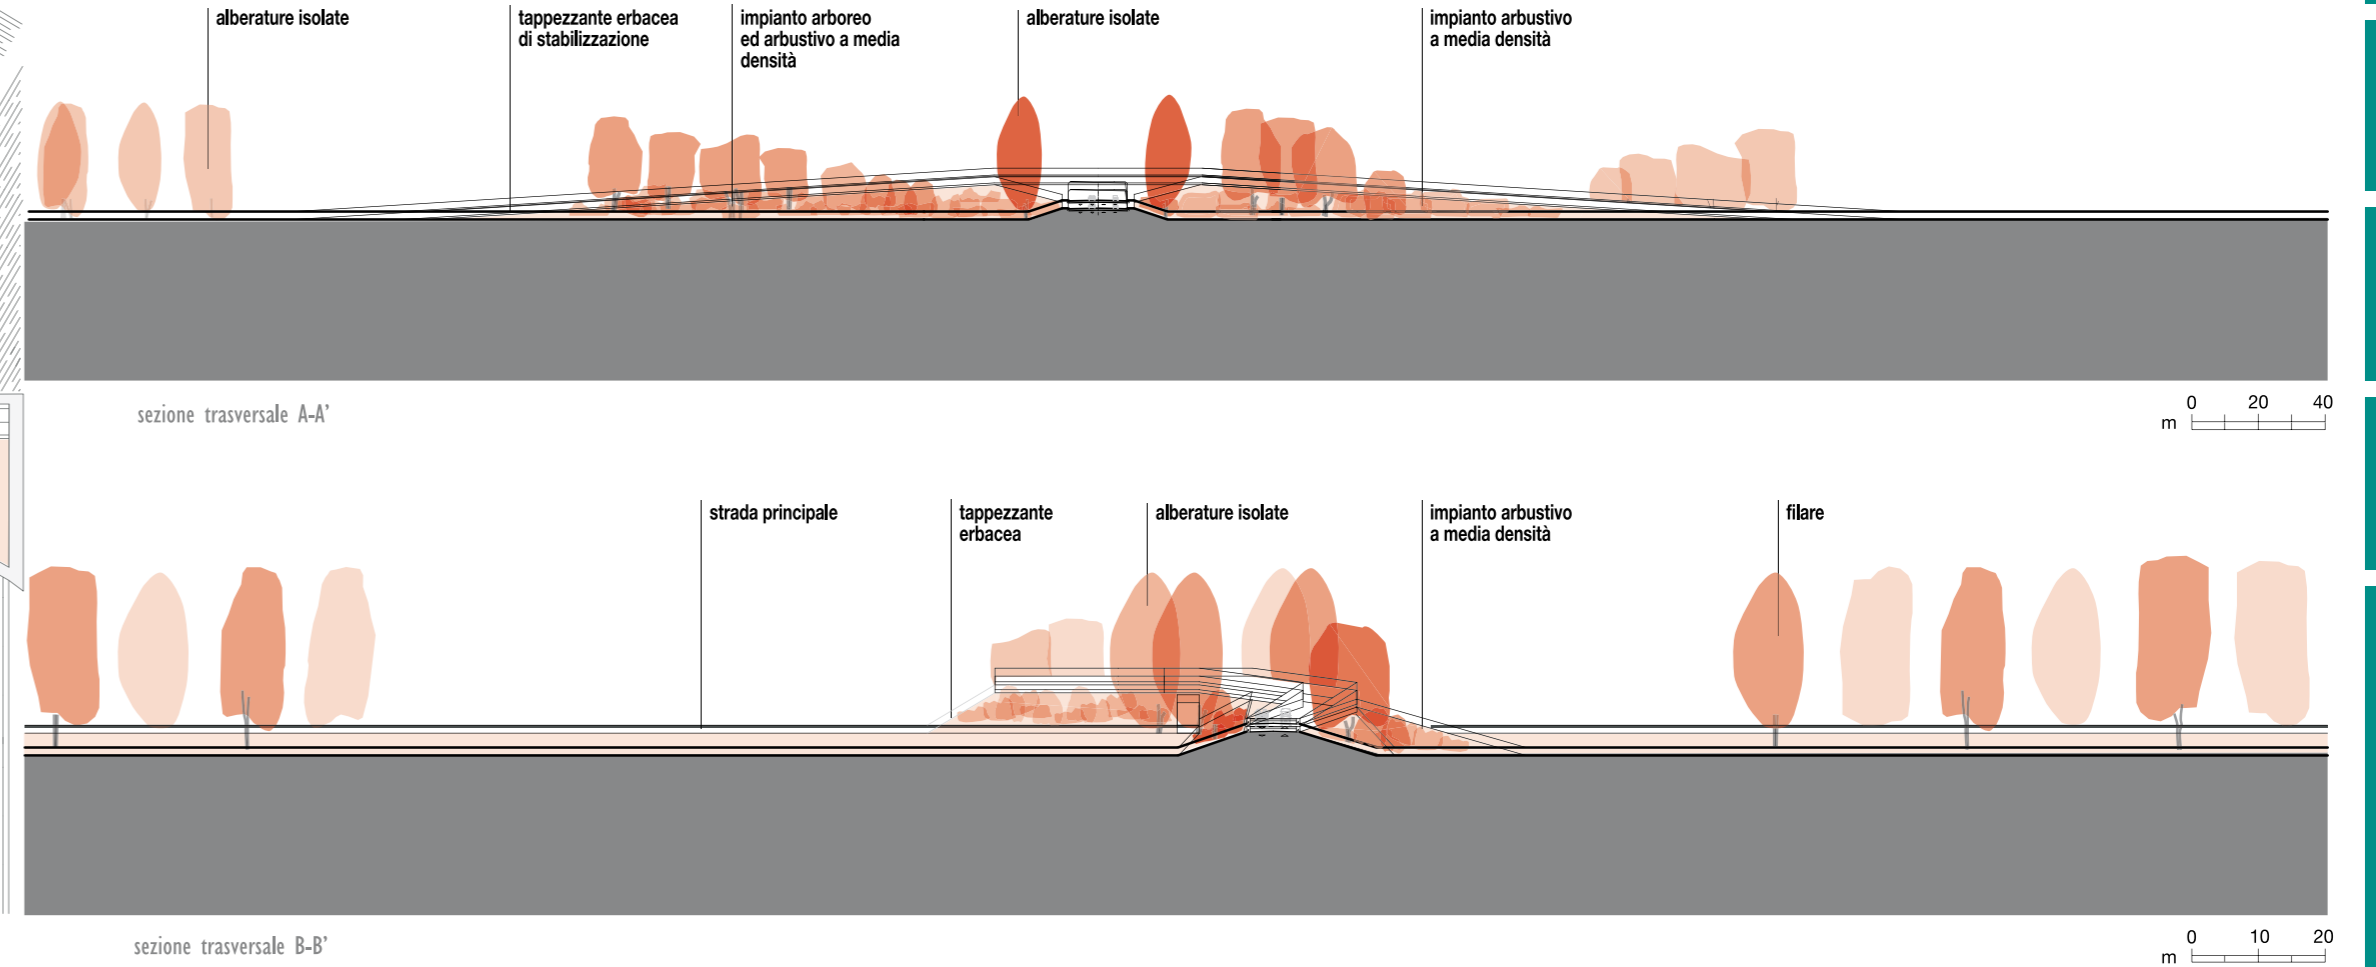 alberature isolate
tappezzante erbacea
di stabilizzazione
impianto arboreo
ed arbustivo a media
densità
alberature isolate
impianto arbustivo
a media densità
sezione trasversale A-A'
0 20 40
m
strada principale
tappezzante
erbacea
alberature isolate
impianto arbustivo
a media densità
filare
sezione trasversale B-B'
0 10 20
m